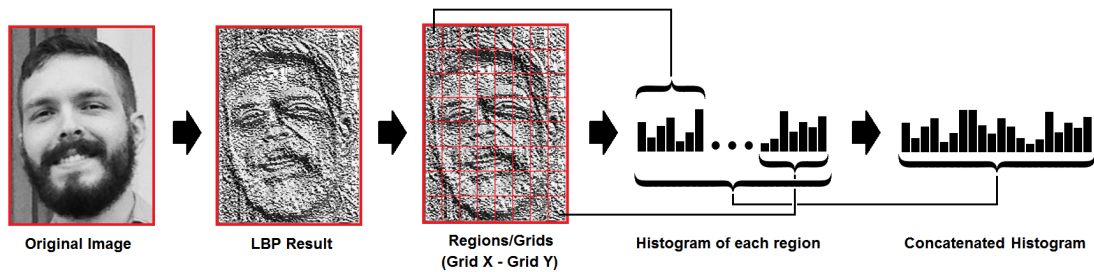 Original Image
LBP Result
Regions/Grids
(Grid X - Grid Y)
Histogram of each region
Concatenated Histogram